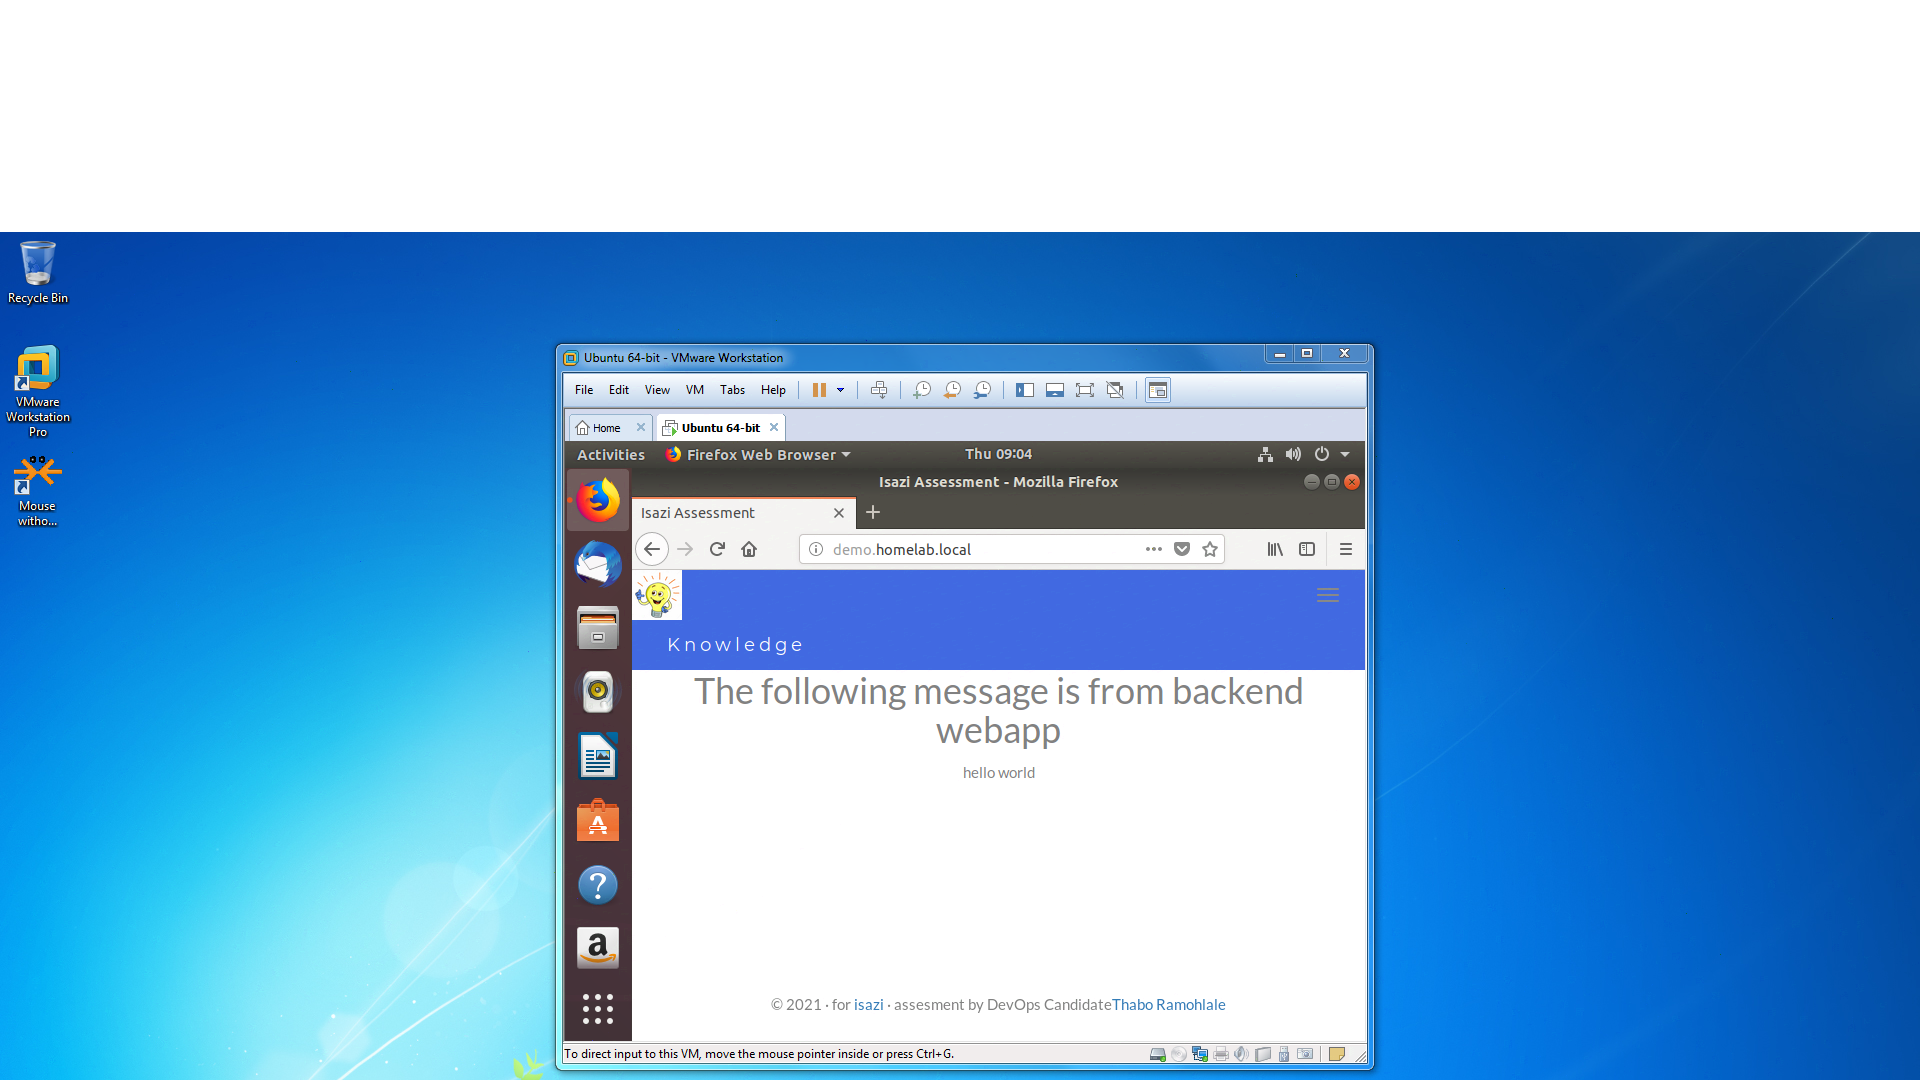 Recycle Bin
VMware
Workstation
Pro
Mouse
witho...
Ubuntu 64-bit - VMware Workstation
File Edit View VM Tabs Help
Home Ubuntu 64-bit
Activities Firefox Web Browser Thu 09:04
Isazi Assessment - Mozilla Firefox
Isazi Assessment
demo.homelab.local
Knowledge
The following message is from backend
webapp
hello world
© 2021 · for isazi · assesment by DevOps CandidateThabo Ramohlale
To direct input to this VM, move the mouse pointer inside or press Ctrl+G.